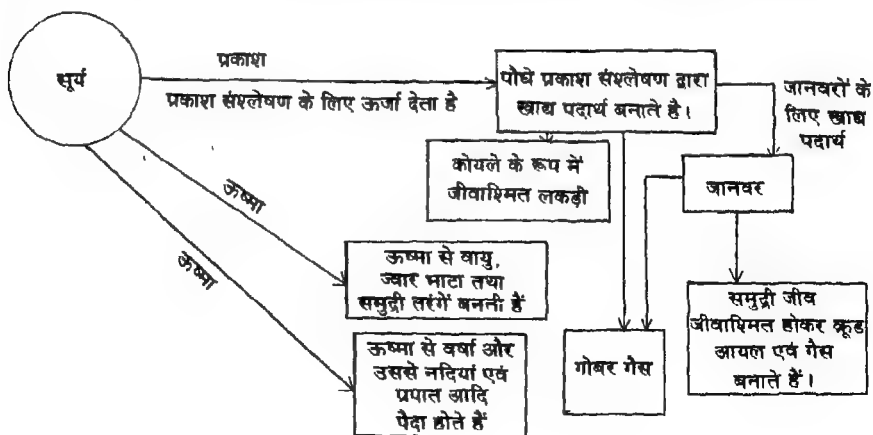 सूर्य
प्रकाश
प्रकाश संश्लेषण के लिए ऊर्जा देता है
पौधे प्रकाश संश्लेषण द्वारा
खाद्य पदार्थ बनाते है।
जानवरों के
लिए खाद्य
पदार्थ
कोयले के रूप में
जीवाश्मित लकड़ी
जानवर
ऊष्मा
ऊष्मा
ऊष्मा से वायु,
ज्वार भाटा तथा
समुद्री तरंगें बनती हैं
ऊष्मा से वर्षा और
उससे नदियां एवं
प्रपात आदि
पैदा होते हैं
गोबर गैस
समुद्री जीव
जीवाश्मित होकर क्रूड
आयल एवं गैस
बनाते हैं।